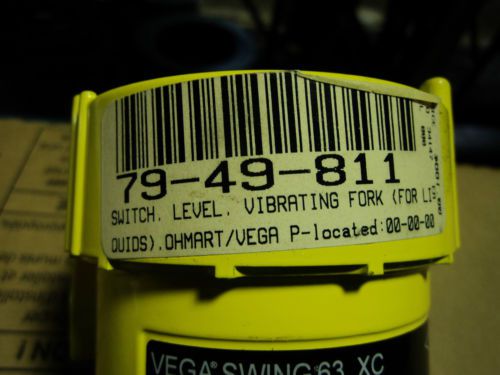 79-49-811
SWITCH, LEVEL, VIBRATING FORK (FOR LI
QUIDS).OHMART/VEGA P-located:00-00-00
VEGA® SWING 63 XC